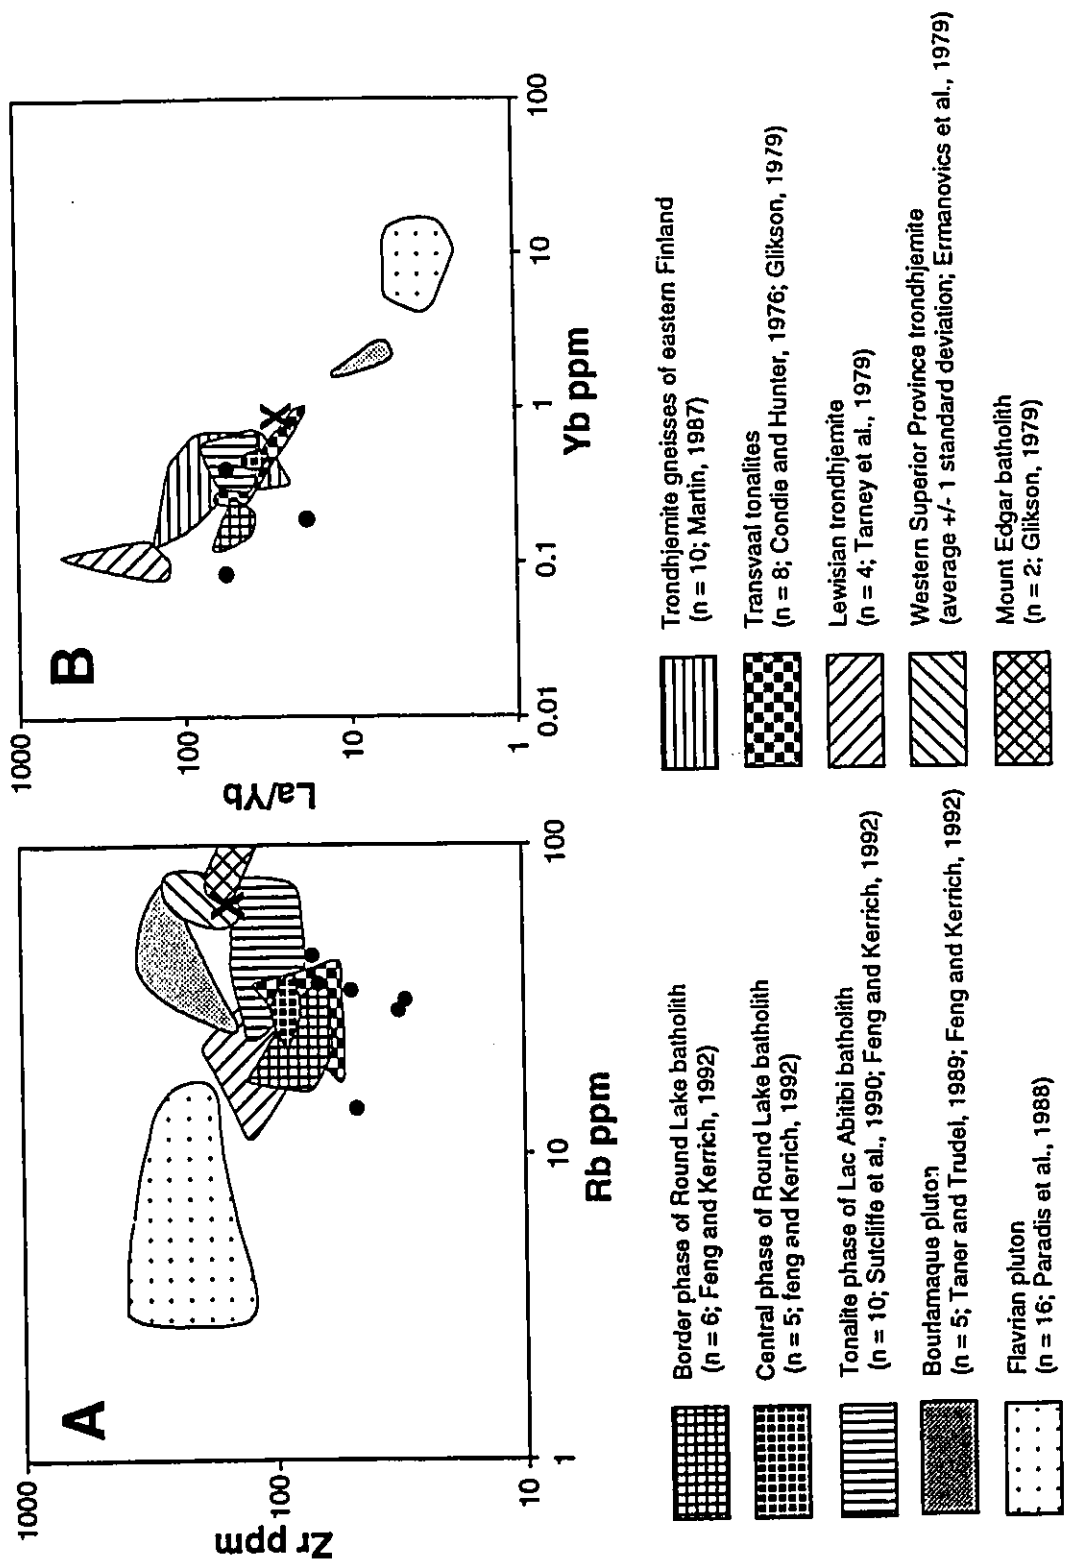 A
1000
100
10
Zr ppm
1
10
100
Rb ppm
B
1000
100
10
1
La/Yb
0.01
0.1
1
10
100
Yb ppm
X
X
Border phase of Round Lake batholith
(n = 6; Feng and Kerrich, 1992)
Central phase of Round Lake batholith
(n = 5; feng and Kerrich, 1992)
Tonalite phase of Lac Abitibi batholith
(n = 10; Sutcliffe et al., 1990; Feng and Kerrich, 1992)
Bourlamaque pluton
(n = 5; Taner and Trudel, 1989; Feng and Kerrich, 1992)
Flavrian pluton
(n = 16; Paradis et al., 1988)
Trondhjemite gneisses of eastern Finland
(n = 10; Martin, 1987)
Transvaal tonalites
(n = 8; Condie and Hunter, 1976; Glikson, 1979)
Lewisian trondhjemite
(n = 4; Tarney et al., 1979)
Western Superior Province trondhjemite
(average +/- 1 standard deviation; Ermanovics et al., 1979)
Mount Edgar batholith
(n = 2; Glikson, 1979)